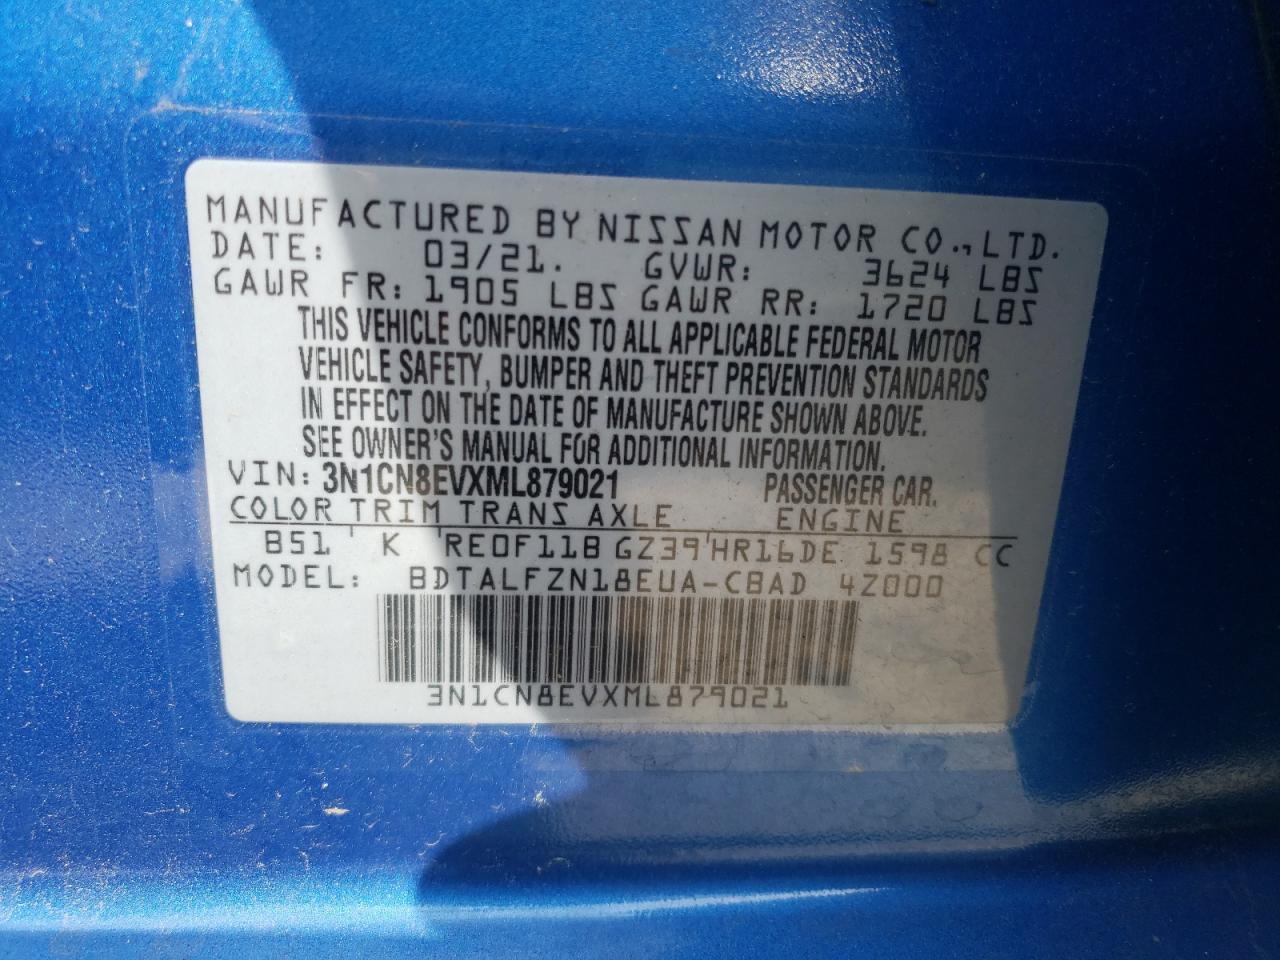 MANUFACTURED BY NISSAN MOTOR CO., LTD.
DATE: 03/21. GVWR: 3624 LBS
GAWR FR: 1905 LBS GAWR RR: 1720 LBS
THIS VEHICLE CONFORMS TO ALL APPLICABLE FEDERAL MOTOR
VEHICLE SAFETY, BUMPER AND THEFT PREVENTION STANDARDS
IN EFFECT ON THE DATE OF MANUFACTURE SHOWN ABOVE.
SEE OWNER'S MANUAL FOR ADDITIONAL INFORMATION.
VIN: 3N1CN8EVXML879021 PASSENGER CAR.
COLOR TRIM TRANS AXLE ENGINE
B51 K RE0F11B GZ39 HR16DE 1598 CC
MODEL: BDTALFZN18EUA-CBAD 4Z000
3N1CN8EVXML879021